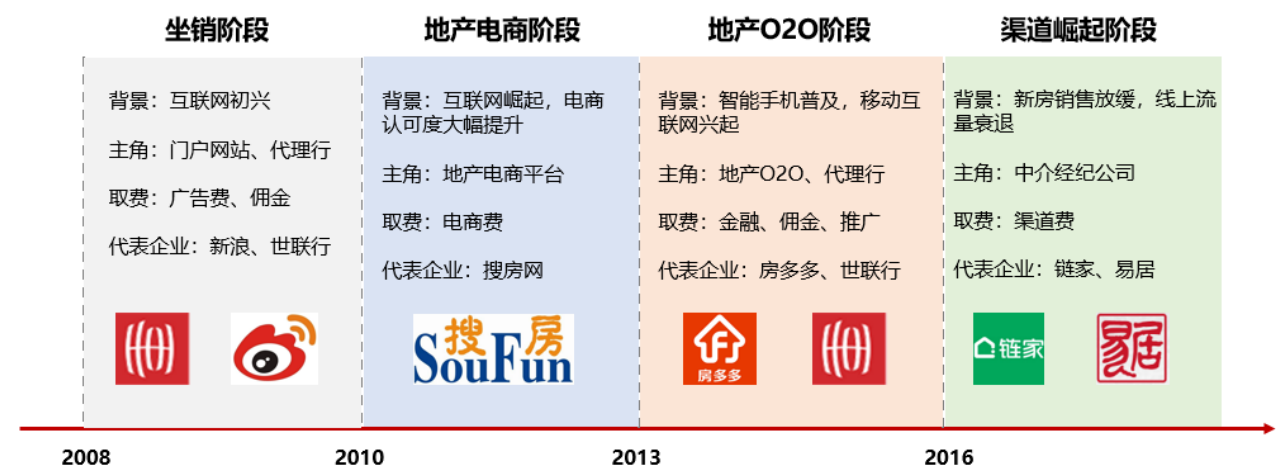 坐销阶段
地产电商阶段
地产O2O阶段
渠道崛起阶段
背景：互联网初兴
主角：门户网站、代理行
取费：广告费、佣金
代表企业：新浪、世联行
背景：互联网崛起，电商
认可度大幅提升
主角：地产电商平台
取费：电商费
代表企业：搜房网
搜房
SouFun
背景：智能手机普及，移动互
联网兴起
主角：地产O2O、代理行
取费：金融、佣金、推广
代表企业：房多多、世联行
房多多
背景：新房销售放缓，线上流
量衰退
主角：中介经纪公司
取费：渠道费
代表企业：链家、易居
链家
易居
2008
2010
2013
2016